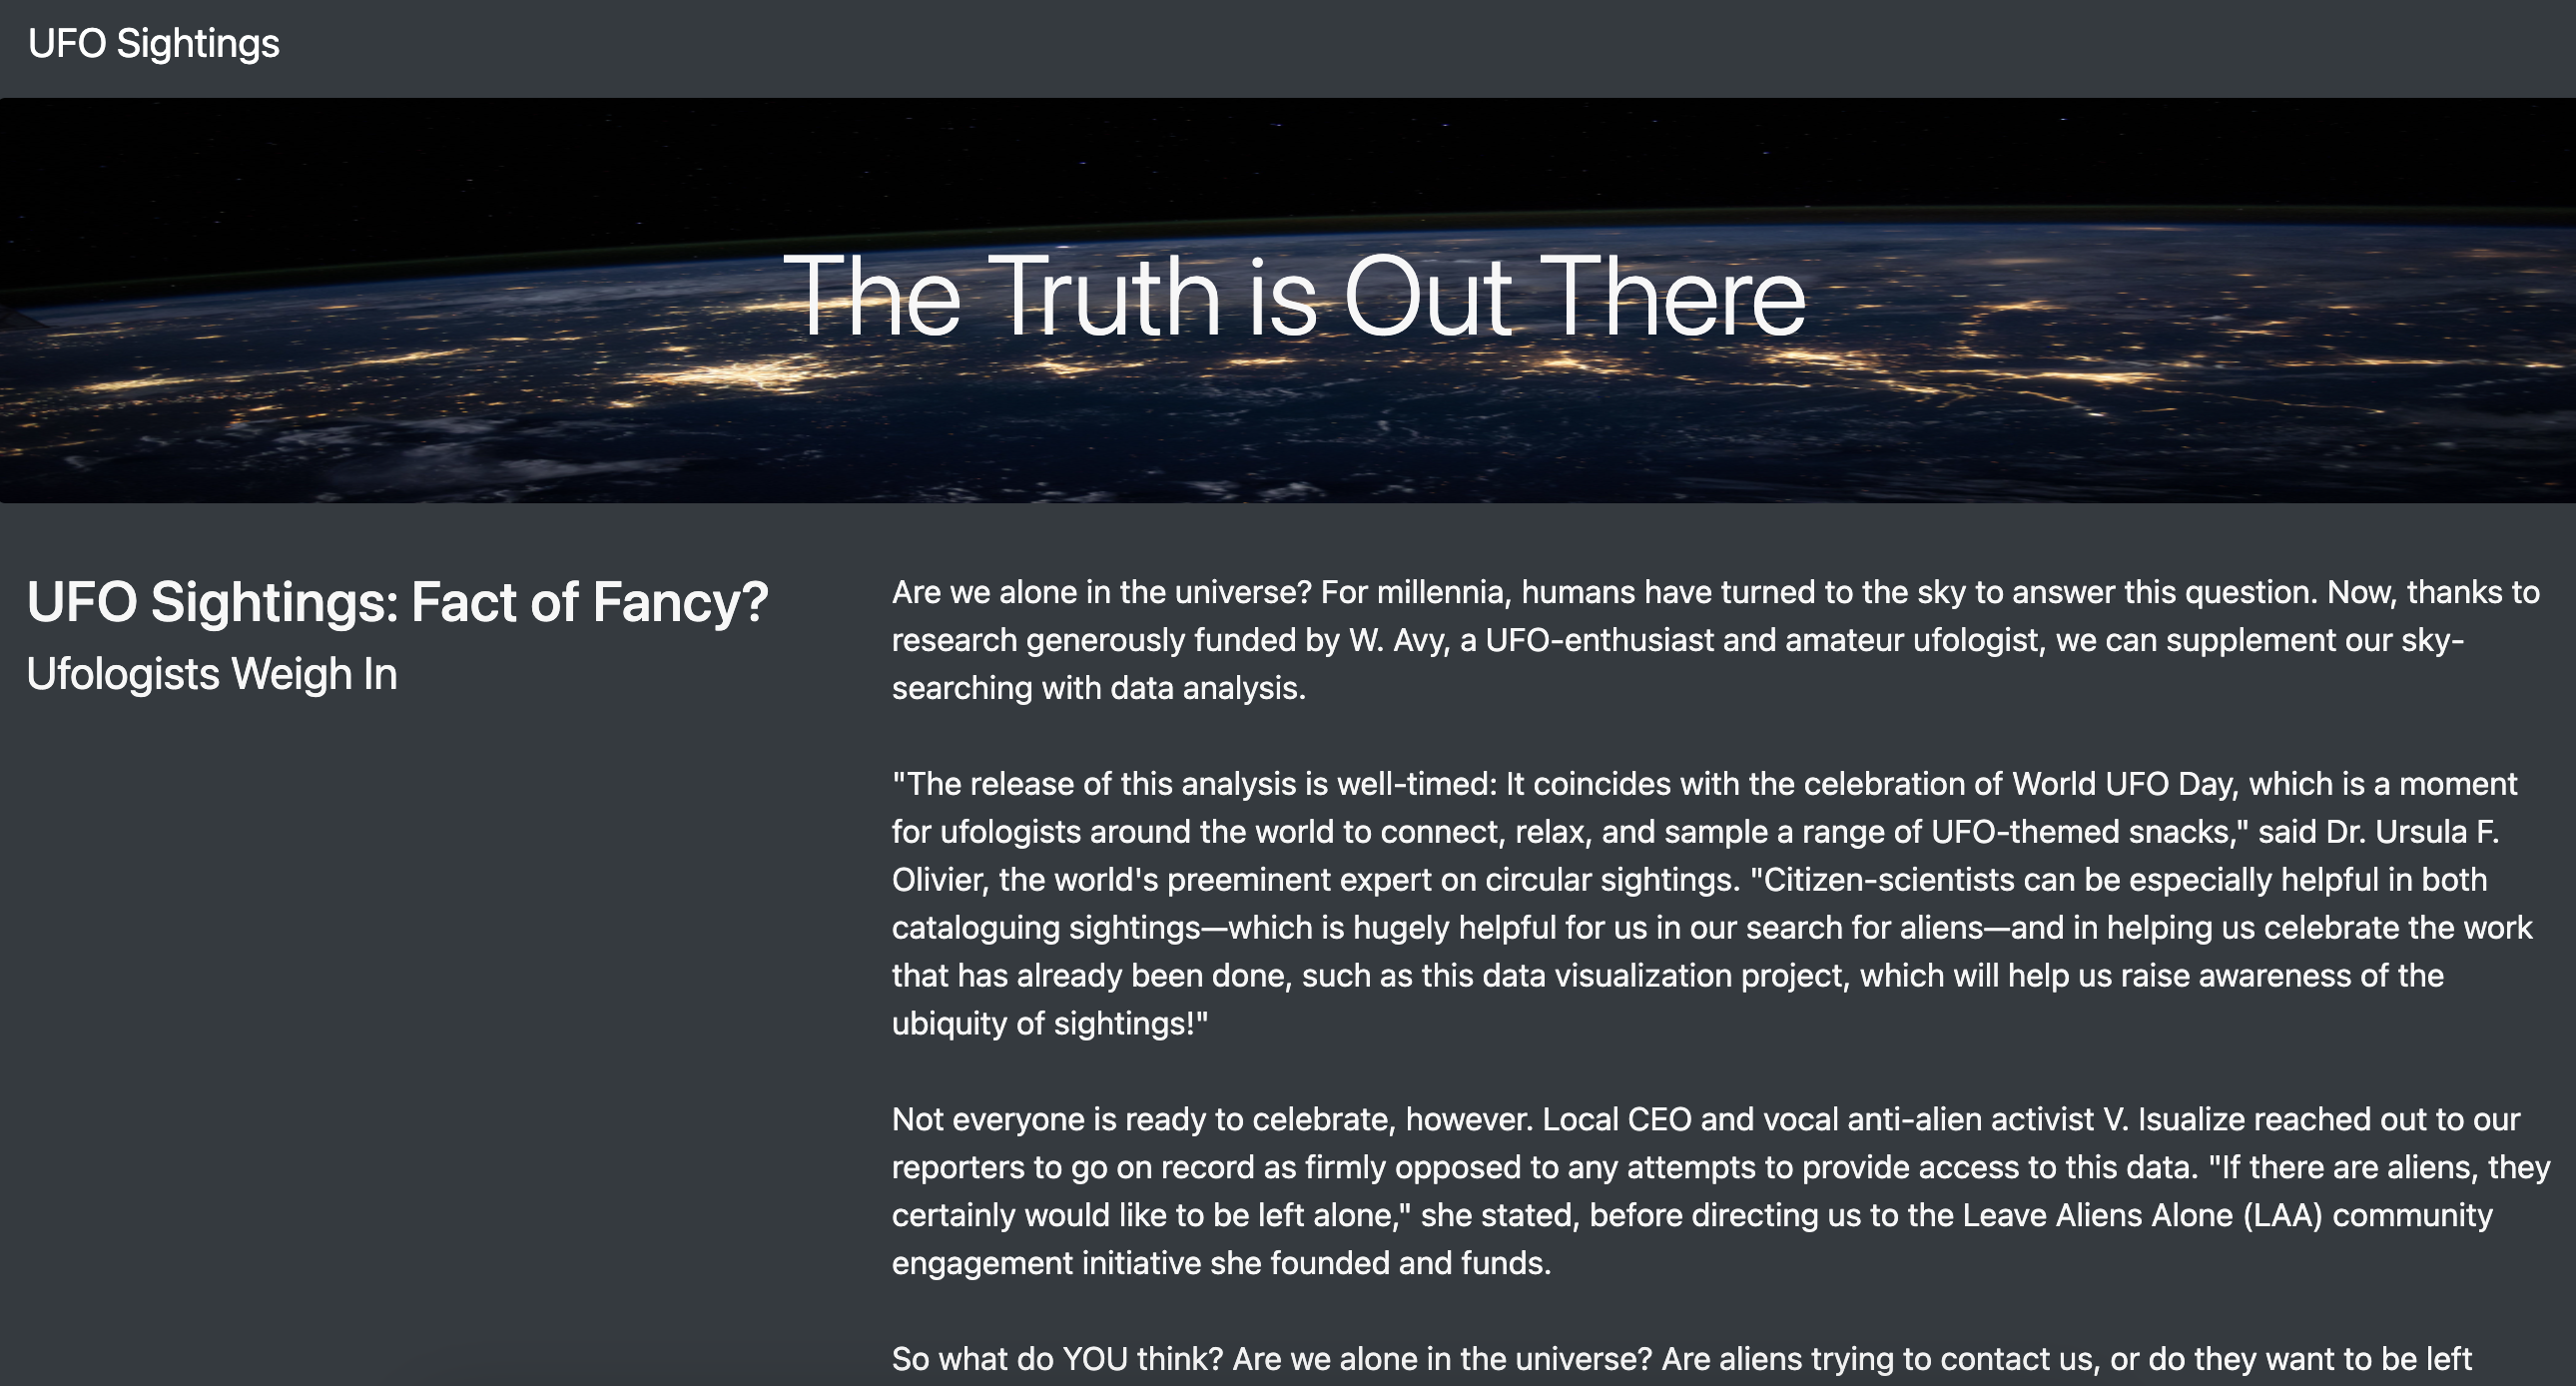 UFO Sightings
The Truth is Out There
UFO Sightings: Fact of Fancy?
Ufologists Weigh In
Are we alone in the universe? For millennia, humans have turned to the sky to answer this question. Now, thanks to
research generously funded by W. Avy, a UFO-enthusiast and amateur ufologist, we can supplement our sky-
searching with data analysis.
"The release of this analysis is well-timed: It coincides with the celebration of World UFO Day, which is a moment
for ufologists around the world to connect, relax, and sample a range of UFO-themed snacks," said Dr. Ursula F.
Olivier, the world's preeminent expert on circular sightings. "Citizen-scientists can be especially helpful in both
cataloguing sightings—which is hugely helpful for us in our search for aliens—and in helping us celebrate the work
that has already been done, such as this data visualization project, which will help us raise awareness of the
ubiquity of sightings!"
Not everyone is ready to celebrate, however. Local CEO and vocal anti-alien activist V. Isualize reached out to our
reporters to go on record as firmly opposed to any attempts to provide access to this data. "If there are aliens, they
certainly would like to be left alone," she stated, before directing us to the Leave Aliens Alone (LAA) community
engagement initiative she founded and funds.
So what do YOU think? Are we alone in the universe? Are aliens trying to contact us, or do they want to be left